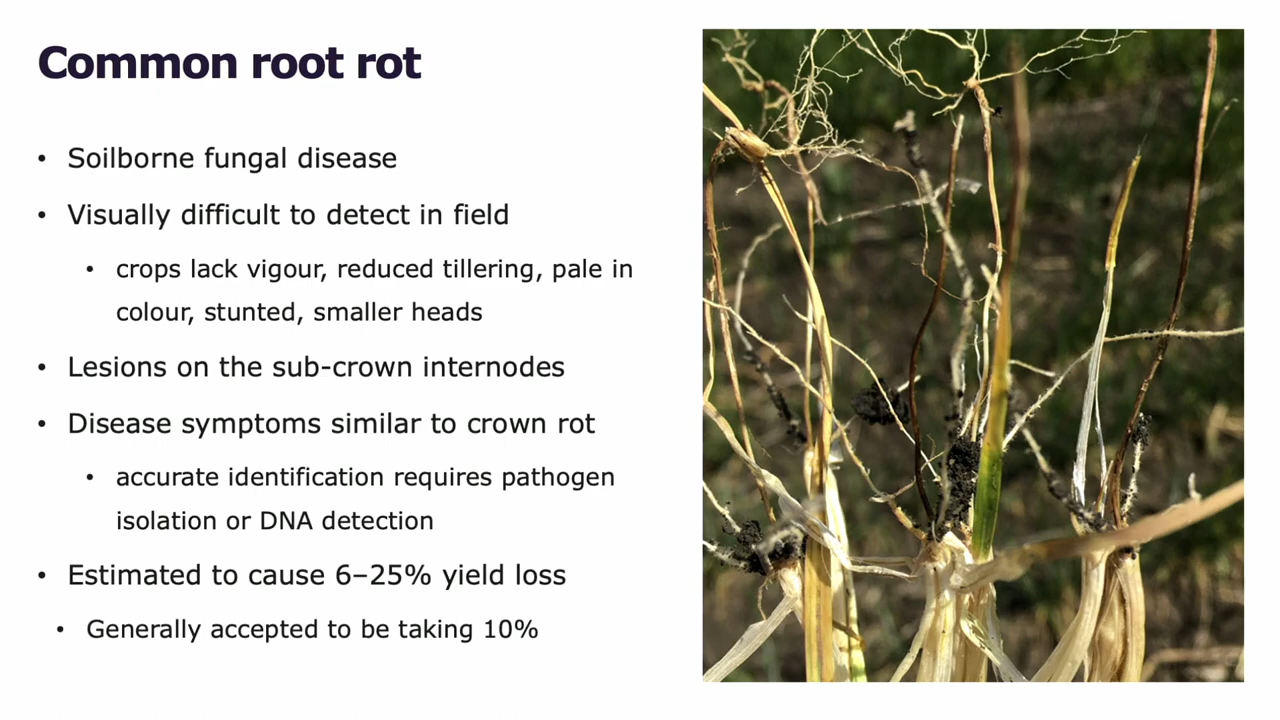 Common root rot
• Soilborne fungal disease
• Visually difficult to detect in field
• crops lack vigour, reduced tillering, pale in
colour, stunted, smaller heads
• Lesions on the sub-crown internodes
• Disease symptoms similar to crown rot
• accurate identification requires pathogen
isolation or DNA detection
• Estimated to cause 6–25% yield loss
• Generally accepted to be taking 10%